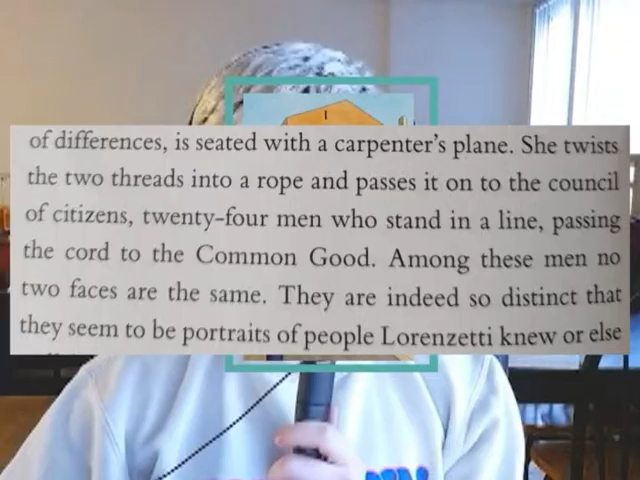 of differences, is seated with a carpenter's plane. She twists
the two threads into a rope and passes it on to the council
of citizens, twenty-four men who stand in a line, passing
the cord to the Common Good. Among these men no
two faces are the same. They are indeed so distinct that
they seem to be portraits of people Lorenzetti knew or else